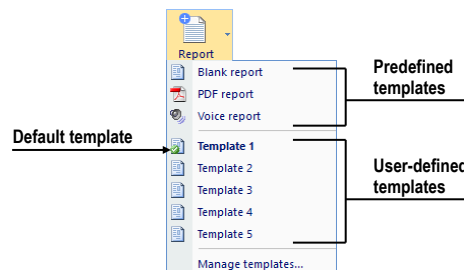 Report
Blank report
PDF report
Voice report
Predefined
templates
Default template
Template 1
Template 2
Template 3
Template 4
Template 5
User-defined
templates
Manage templates...